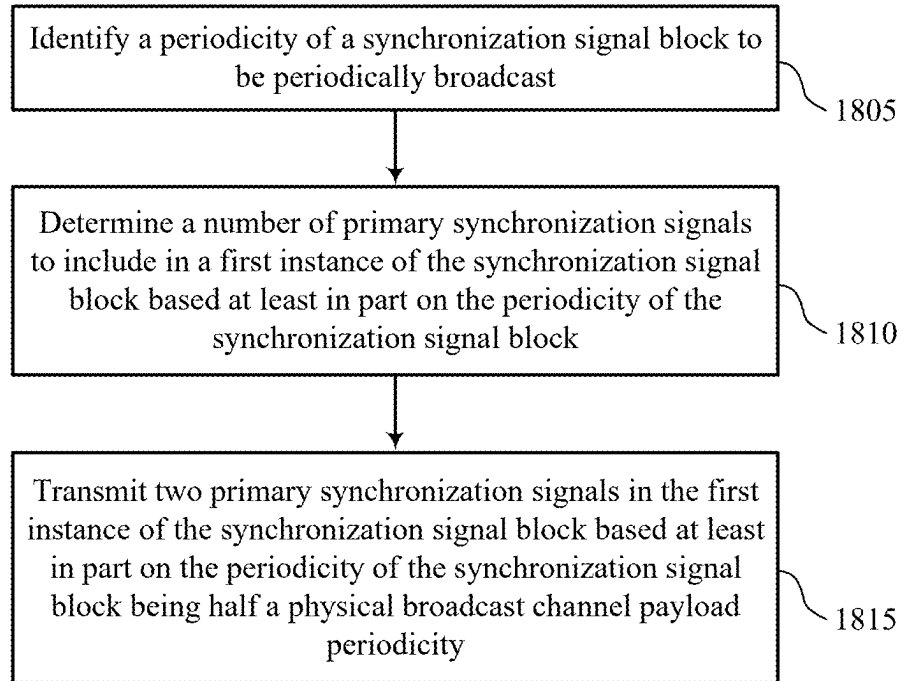 Identify a periodicity of a synchronization signal block to
be periodically broadcast
1805
Determine a number of primary synchronization signals
to include in a first instance of the synchronization signal
block based at least in part on the periodicity of the
synchronization signal block
1810
Transmit two primary synchronization signals in the first
instance of the synchronization signal block based at least
in part on the periodicity of the synchronization signal
block being half a physical broadcast channel payload
periodicity
1815